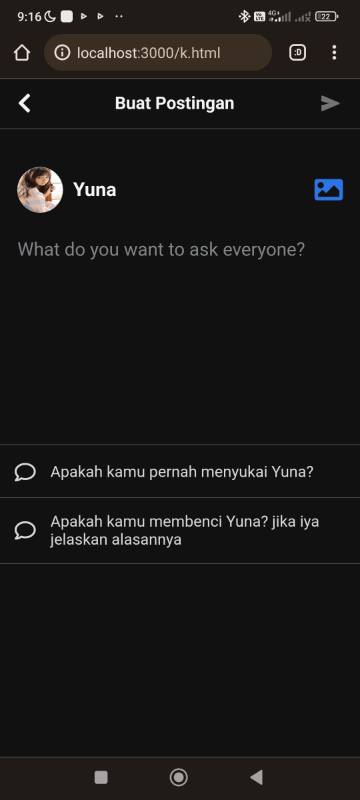 9:16
4G+
22
localhost:3000/k.html
:D
Buat Postingan
Yuna
What do you want to ask everyone?
Apakah kamu pernah menyukai Yuna?
Apakah kamu membenci Yuna? jika iya
jelaskan alasannya